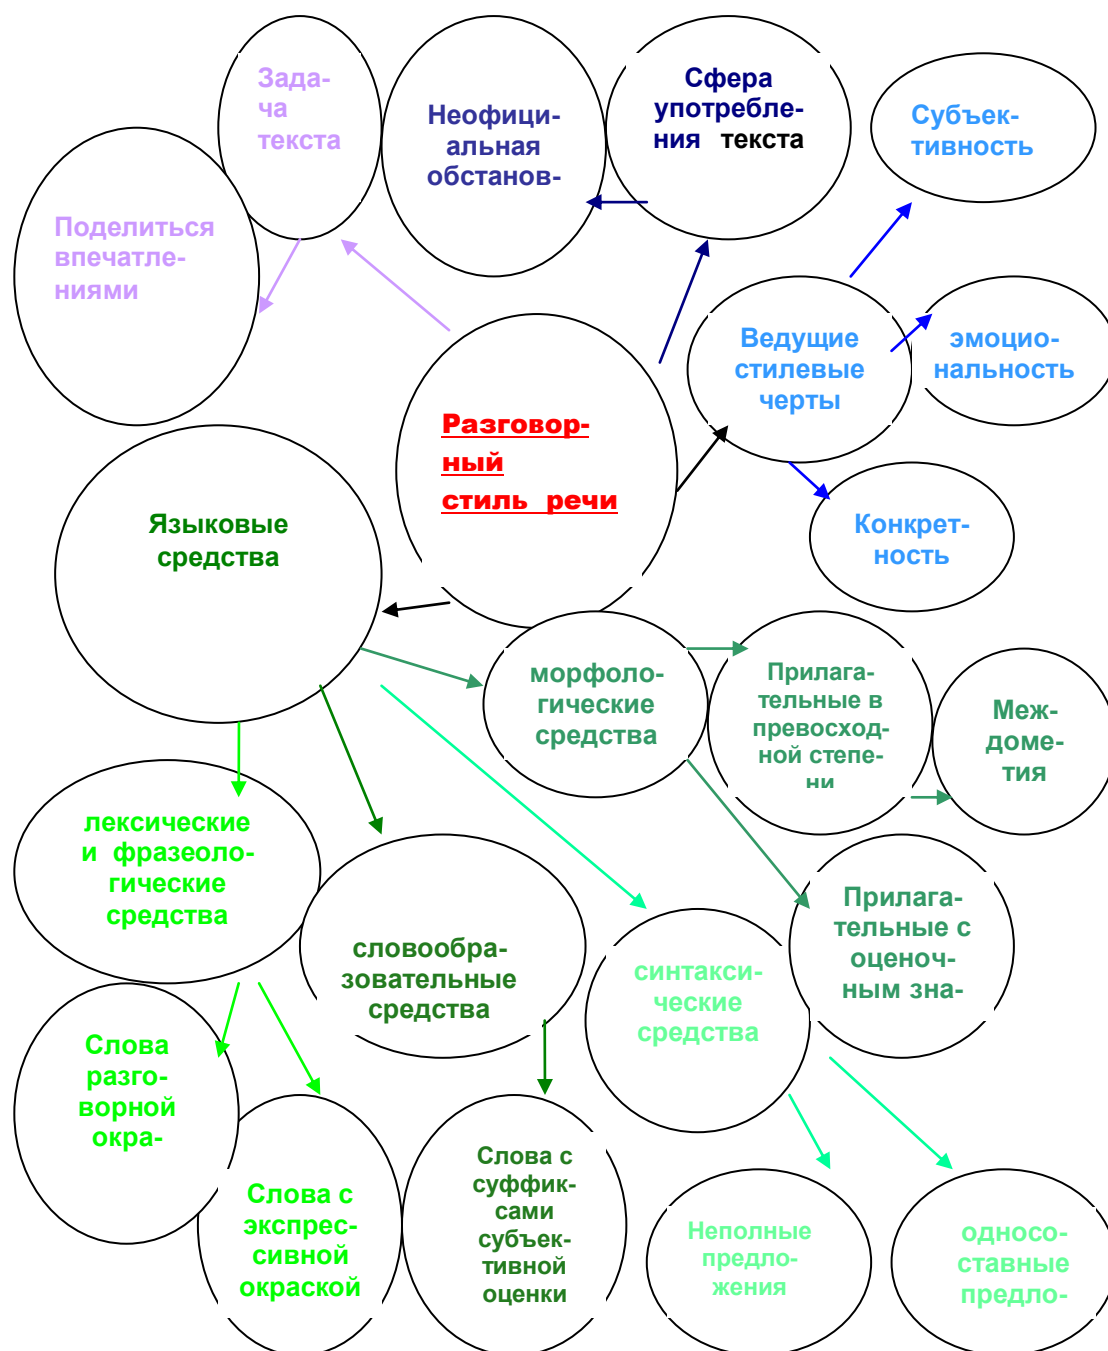 Зада-
ча
текста
Неофици-
альная
обстанов-
Сфера
употребле-
ния текста
Субъек-
тивность
Поделиться
впечатле-
ниями
Ведущие
стилевые
черты
эмоцио-
нальность
Разговор-
ный
стиль речи
Языковые
средства
Конкрет-
ность
морфоло-
гические
средства
Прилага-
тельные в
превосход-
ной степе-
ни
Меж-
доме-
тия
лексические
и фразеоло-
гические
средства
словообра-
зовательные
средства
синтакси-
ческие
средства
Прилага-
тельные с
оценоч-
ным зна-
Слова
разго-
ворной
окра-
Слова с
экспрес-
сивной
окраской
Слова с
суффик-
сами
субъек-
тивной
оценки
Неполные
предло-
жения
односо-
ставные
предло-